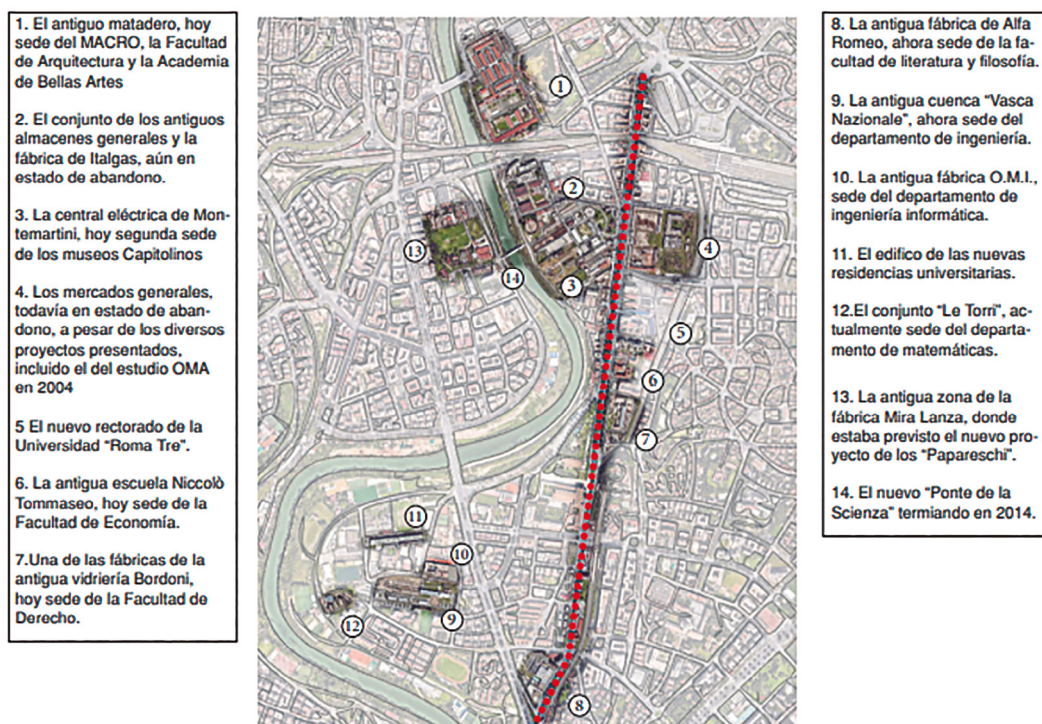 1. El antiguo matadero, hoy
sede del MACRO, la Facultad
de Arquitectura y la Academia
de Bellas Artes
2. El conjunto de los antiguos
almacenes generales y la
fábrica de Italgas, aún en
estado de abandono.
3. La central eléctrica de Mon-
temartini, hoy segunda sede
de los museos Capitolinos
4. Los mercados generales,
todavía en estado de aban-
dono, a pesar de los diversos
proyectos presentados,
incluido el del estudio OMA
en 2004
5 El nuevo rectorado de la
Universidad “Roma Tre”.
6. La antigua escuela Niccolò
Tommaseo, hoy sede de la
Facultad de Economía.
7.Una de las fábricas de la
antigua vidriería Bordoni,
hoy sede de la Facultad de
Derecho.
1
2
3
4
13
14
5
6
7
11
10
9
12
8
8. La antigua fábrica de Alfa
Romeo, ahora sede de la fa-
cultad de literatura y filosofía.
9. La antigua cuenca “Vasca
Nazionale”, ahora sede del
departamento de ingeniería.
10. La antigua fábrica O.M.I.,
sede del departamento de
ingeniería informática.
11. El edifico de las nuevas
residencias universitarias.
12.El conjunto “Le Torri”, ac-
tualmente sede del departa-
mento de matemáticas.
13. La antigua zona de la
fábrica Mira Lanza, donde
estaba previsto el nuevo pro-
yecto de los “Papareschi”.
14. El nuevo “Ponte de la
Scienza” termiando en 2014.